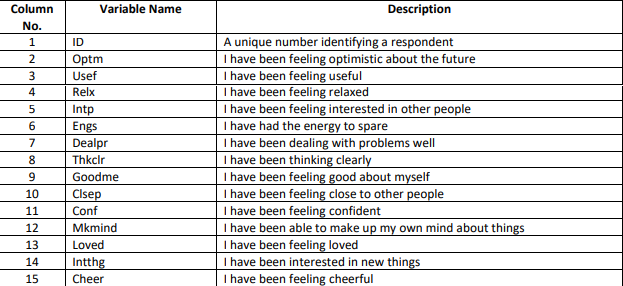 Column No. Variable Name Description
1 ID A unique number identifying a respondent
2 Optm I have been feeling optimistic about the future
3 Usef I have been feeling useful
4 Relx I have been feeling relaxed
5 Intp I have been feeling interested in other people
6 Engs I have had the energy to spare
7 Dealpr I have been dealing with problems well
8 Thkclr I have been thinking clearly
9 Goodme I have been feeling good about myself
10 Clsep I have been feeling close to other people
11 Conf I have been feeling confident
12 Mkmind I have been able to make up my own mind about things
13 Loved I have been feeling loved
14 Intthg I have been interested in new things
15 Cheer I have been feeling cheerful